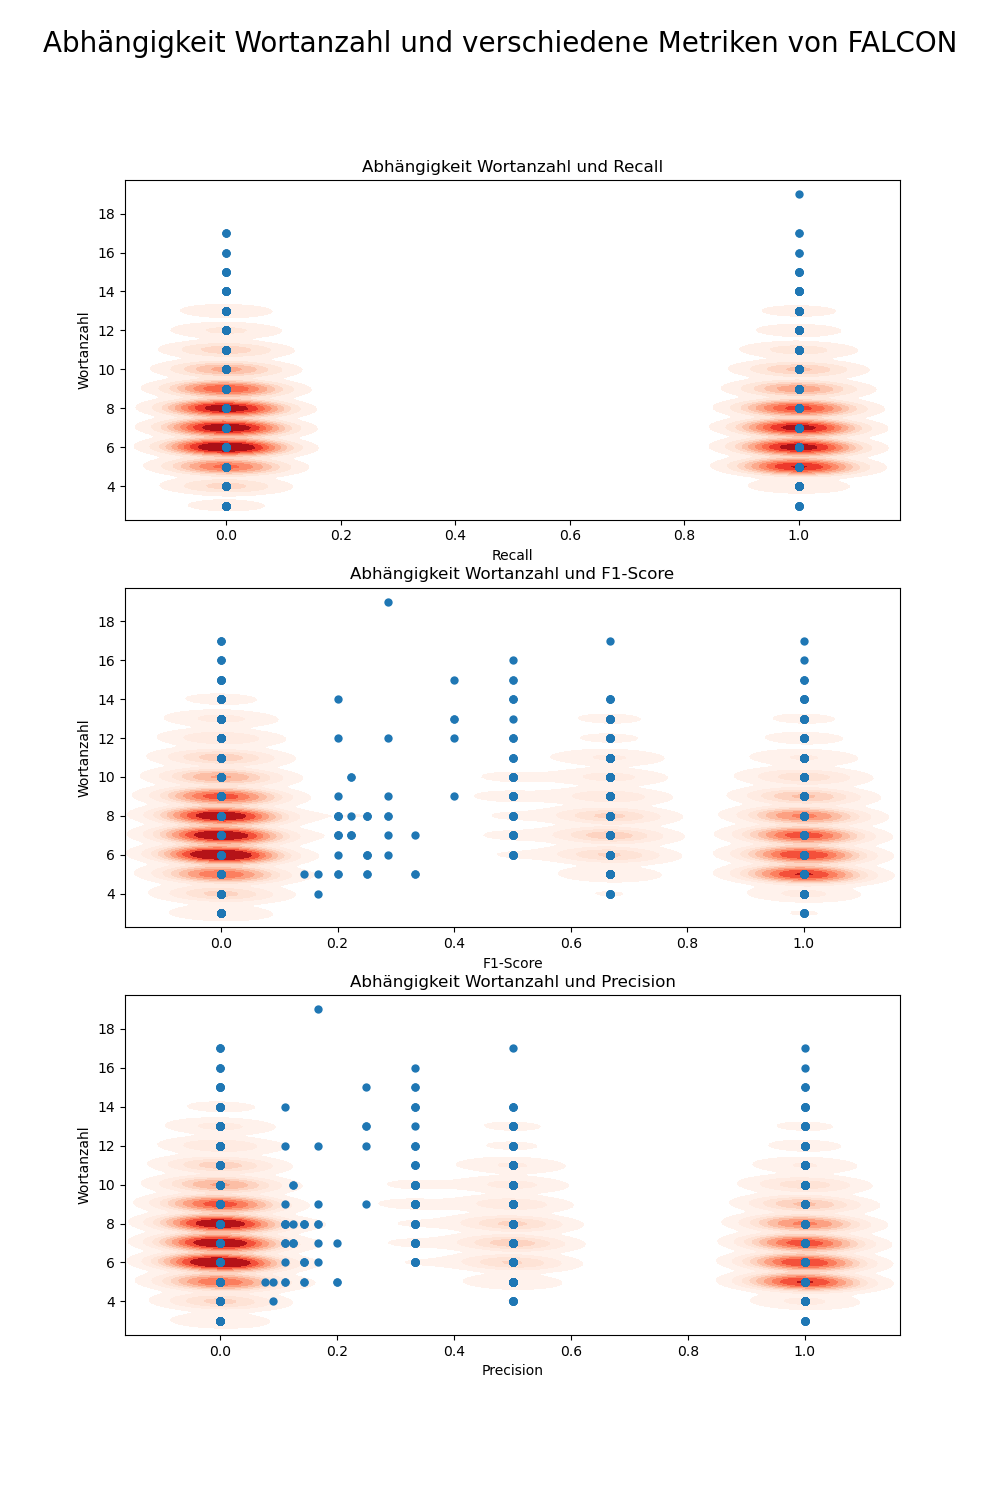 Abhängigkeit Wortanzahl und verschiedene Metriken von FALCON
Abhängigkeit Wortanzahl und Recall
18
16
14
12
10
8
6
4
Wortanzahl
0.0 0.2 0.4 0.6 0.8 1.0
Recall
Abhängigkeit Wortanzahl und F1-Score
18
16
14
12
10
8
6
4
Wortanzahl
0.0 0.2 0.4 0.6 0.8 1.0
F1-Score
Abhängigkeit Wortanzahl und Precision
18
16
14
12
10
8
6
4
Wortanzahl
0.0 0.2 0.4 0.6 0.8 1.0
Precision